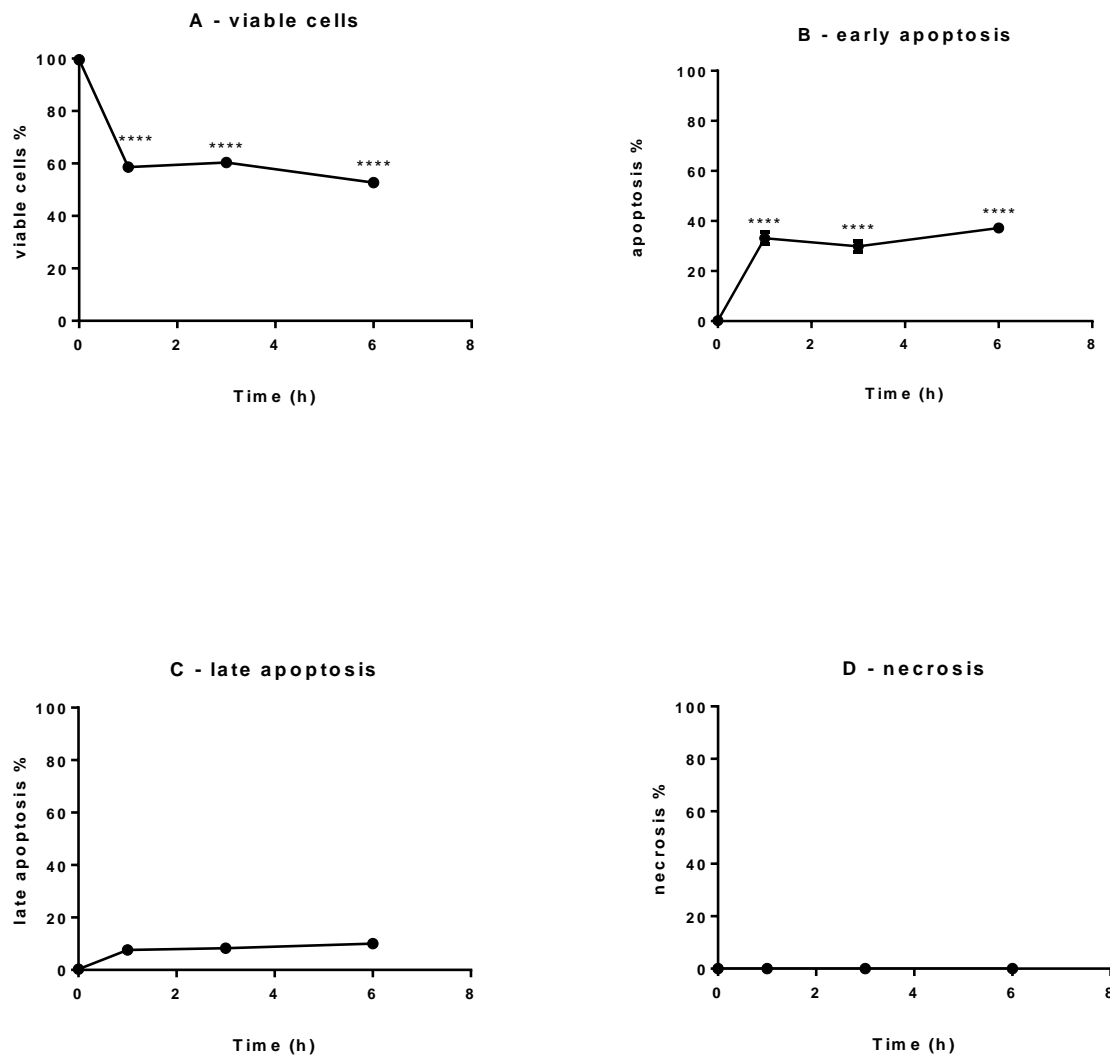 A - viable cells
100
80
60
40
20
0
viable cells %
****
****
****
0 2 4 6 8
Time (h)
B - early apoptosis
100
80
60
40
20
0
apoptosis %
****
****
****
0 2 4 6 8
Time (h)
C - late apoptosis
100
80
60
40
20
0
late apoptosis %
0 2 4 6 8
Time (h)
D - necrosis
100
80
60
40
20
0
necrosis %
0 2 4 6 8
Time (h)